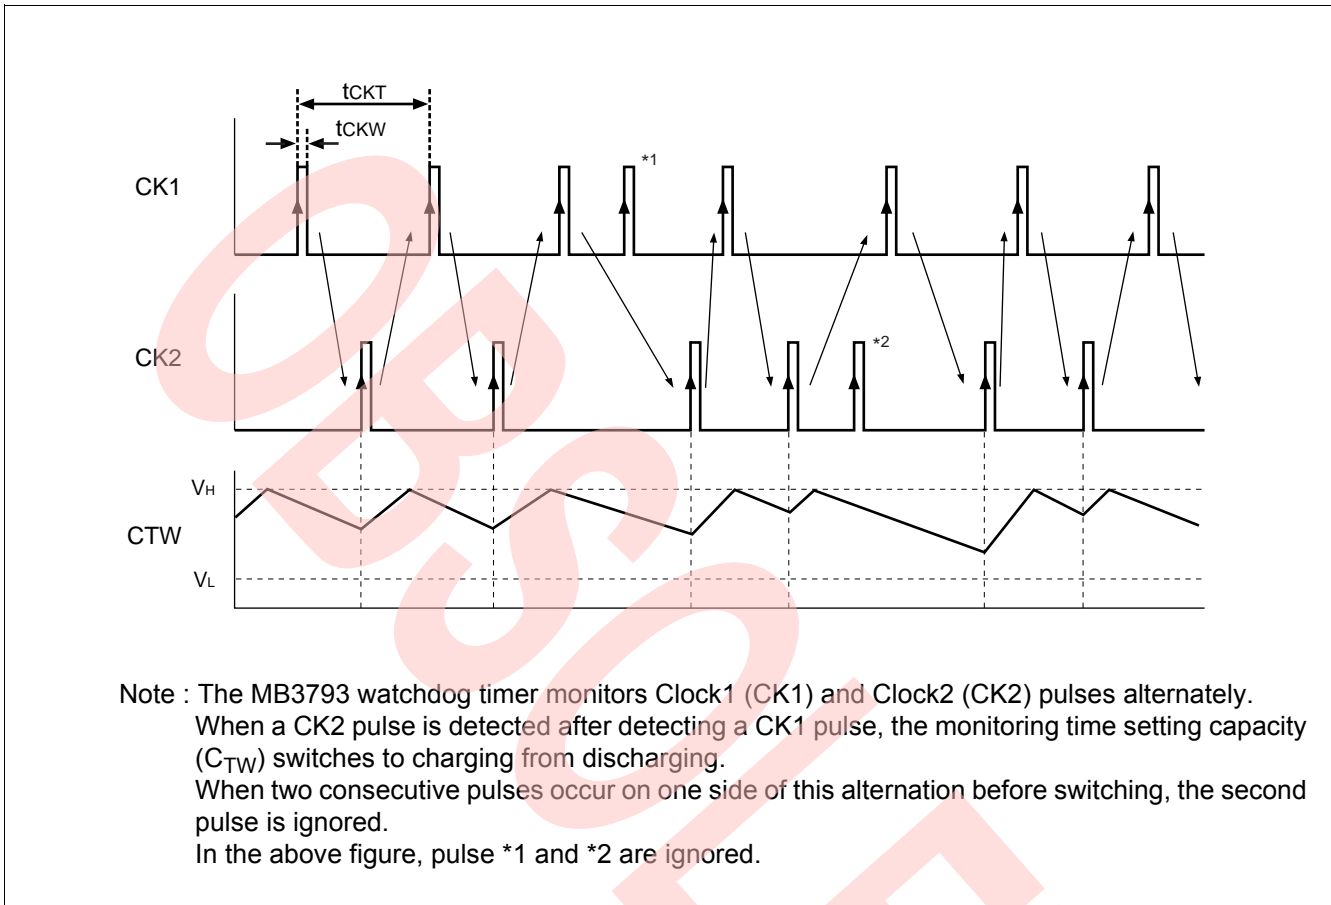 tCKT
tCKW
CK1
*1
CK2
*2
VH
CTW
VL
Note : The MB3793 watchdog timer monitors Clock1 (CK1) and Clock2 (CK2) pulses alternately.
When a CK2 pulse is detected after detecting a CK1 pulse, the monitoring time setting capacity
(CTW) switches to charging from discharging.
When two consecutive pulses occur on one side of this alternation before switching, the second
pulse is ignored.
In the above figure, pulse *1 and *2 are ignored.
OBSOLE